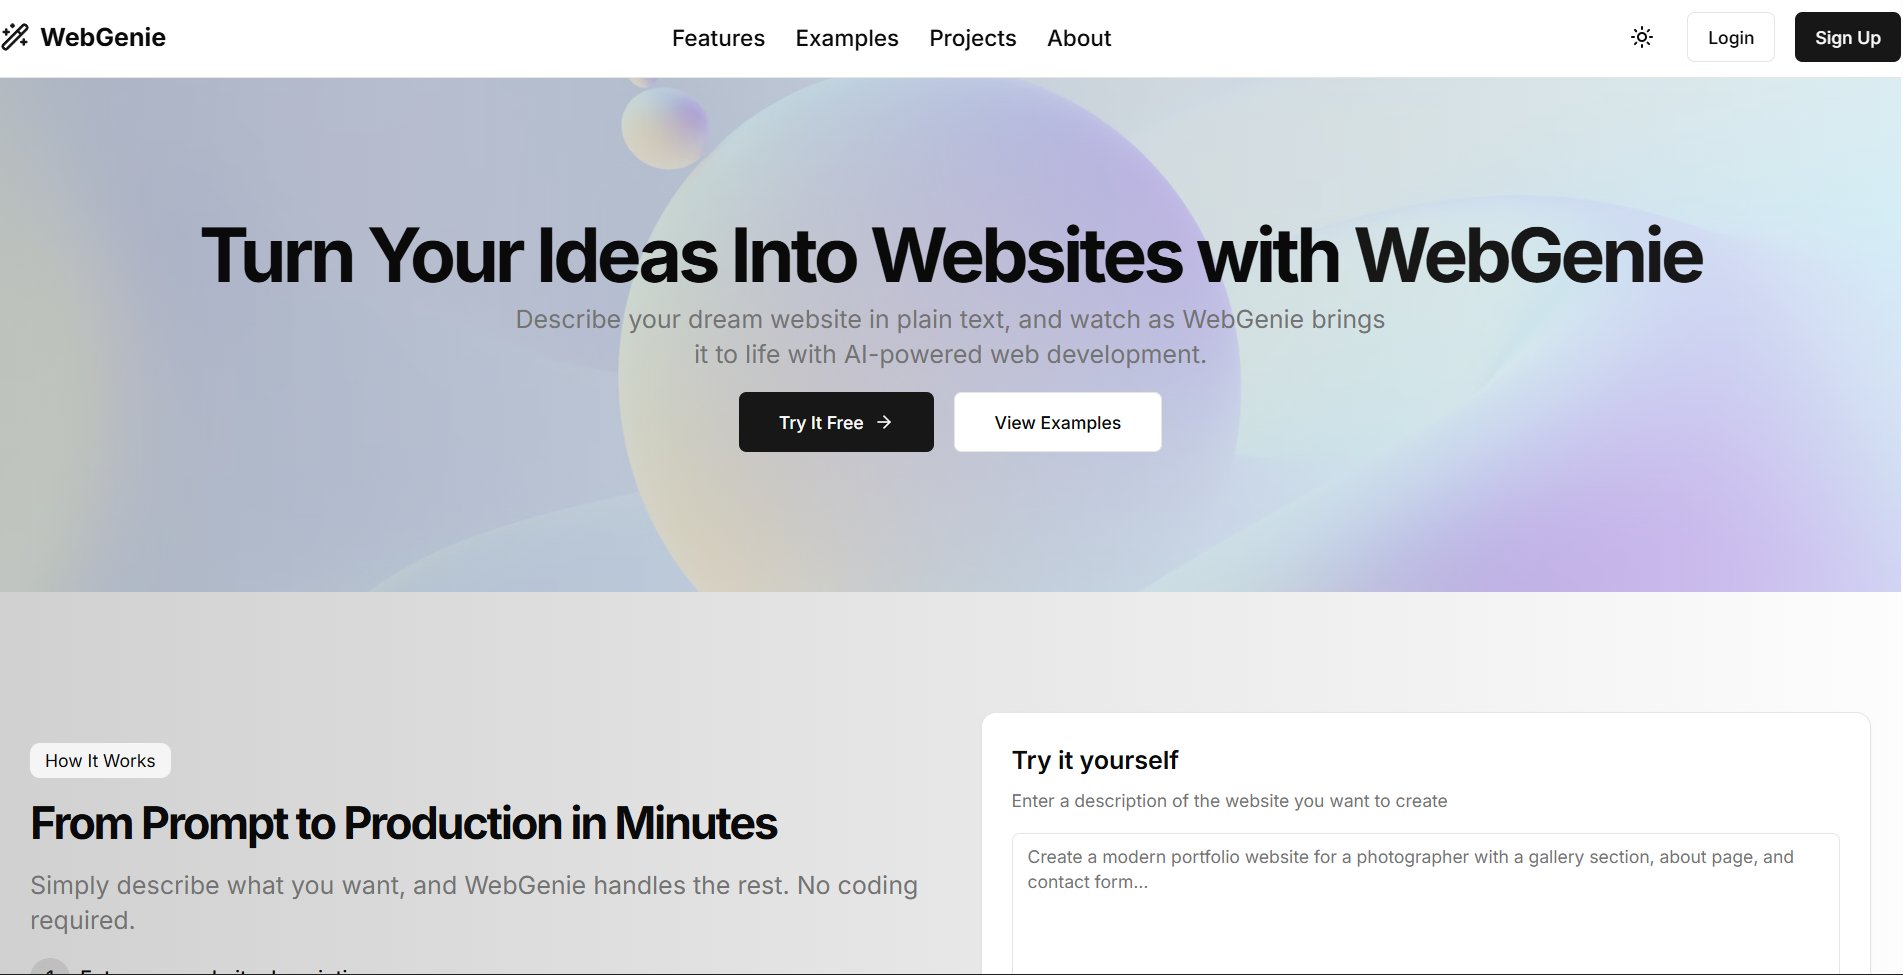 WebGenie
Features
Examples
Projects
About
Login
Sign Up
Turn Your Ideas Into Websites with WebGenie
Describe your dream website in plain text, and watch as WebGenie brings
it to life with AI-powered web development.
Try It Free
View Examples
How It Works
From Prompt to Production in Minutes
Simply describe what you want, and WebGenie handles the rest. No coding
required.
Try it yourself
Enter a description of the website you want to create
Create a modern portfolio website for a photographer with a gallery section, about page, and
contact form...